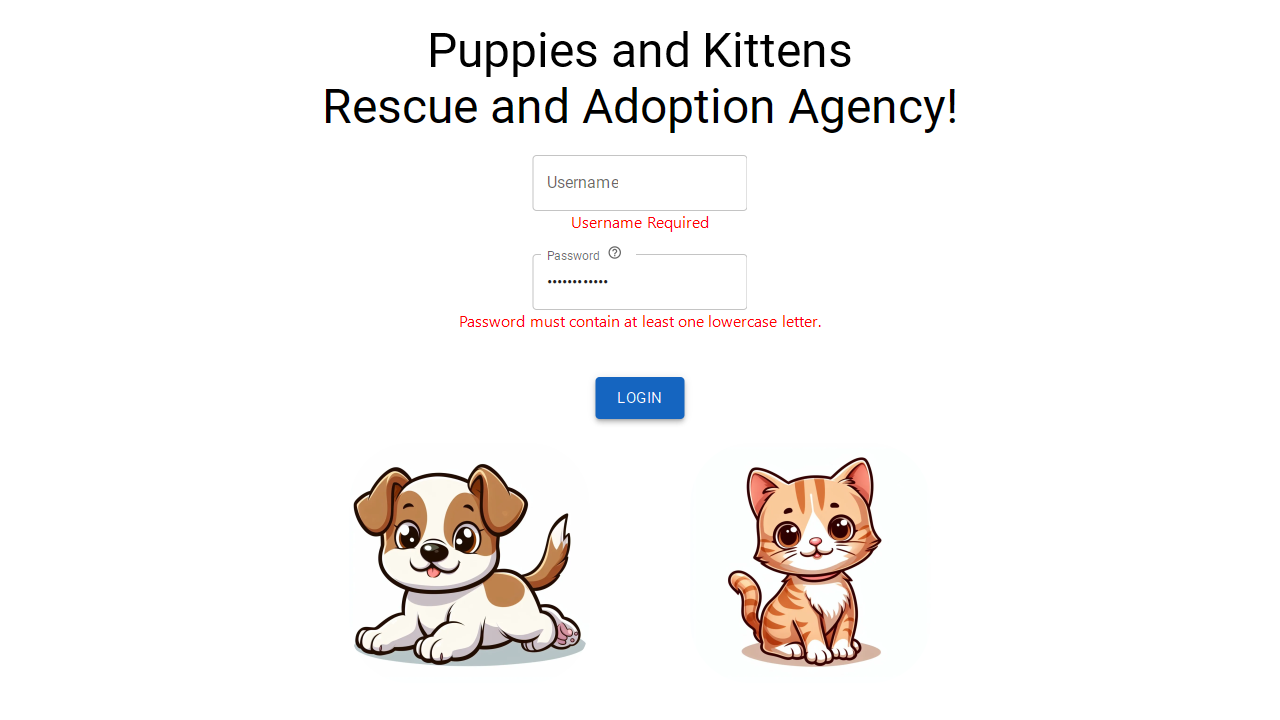 Puppies and Kittens
Rescue and Adoption Agency!
Username
Username Required
Password
••••••••••••
Password must contain at least one lowercase letter.
LOGIN